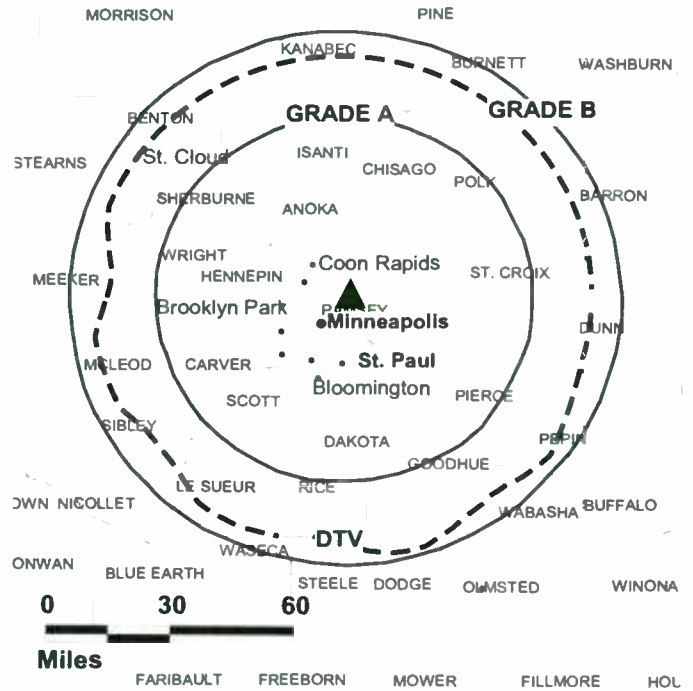 MORRISON
PINE
KANABEC
BURNETT
WASHBURN
GRADE A
GRADE B
BENTON
St. Cloud
ISANTI
STEARNS
CHISAGO
POLK
SHERBURNE
BARRON
ANOKA
WRIGHT
Coon Rapids
HENNEPIN
ST. CROIX
MEEKER
Brooklyn Park
Minneapolis
DUNN
MCLEOD
CARVER
St. Paul
Bloomington
SCOTT
PIERCE
SIBLEY
DAKOTA
PEPIN
GOODHUE
LE SUEUR
RICE
OWN
NICOLLET
WABASHA
BUFFALO
DTV
WASECA
ONWAN
BLUE EARTH
STEELE
DODGE
OLMSTED
WINONA
0 30 60
Miles
FARIBAULT
FREEBORN
MOWER
FILLMORE
HOU